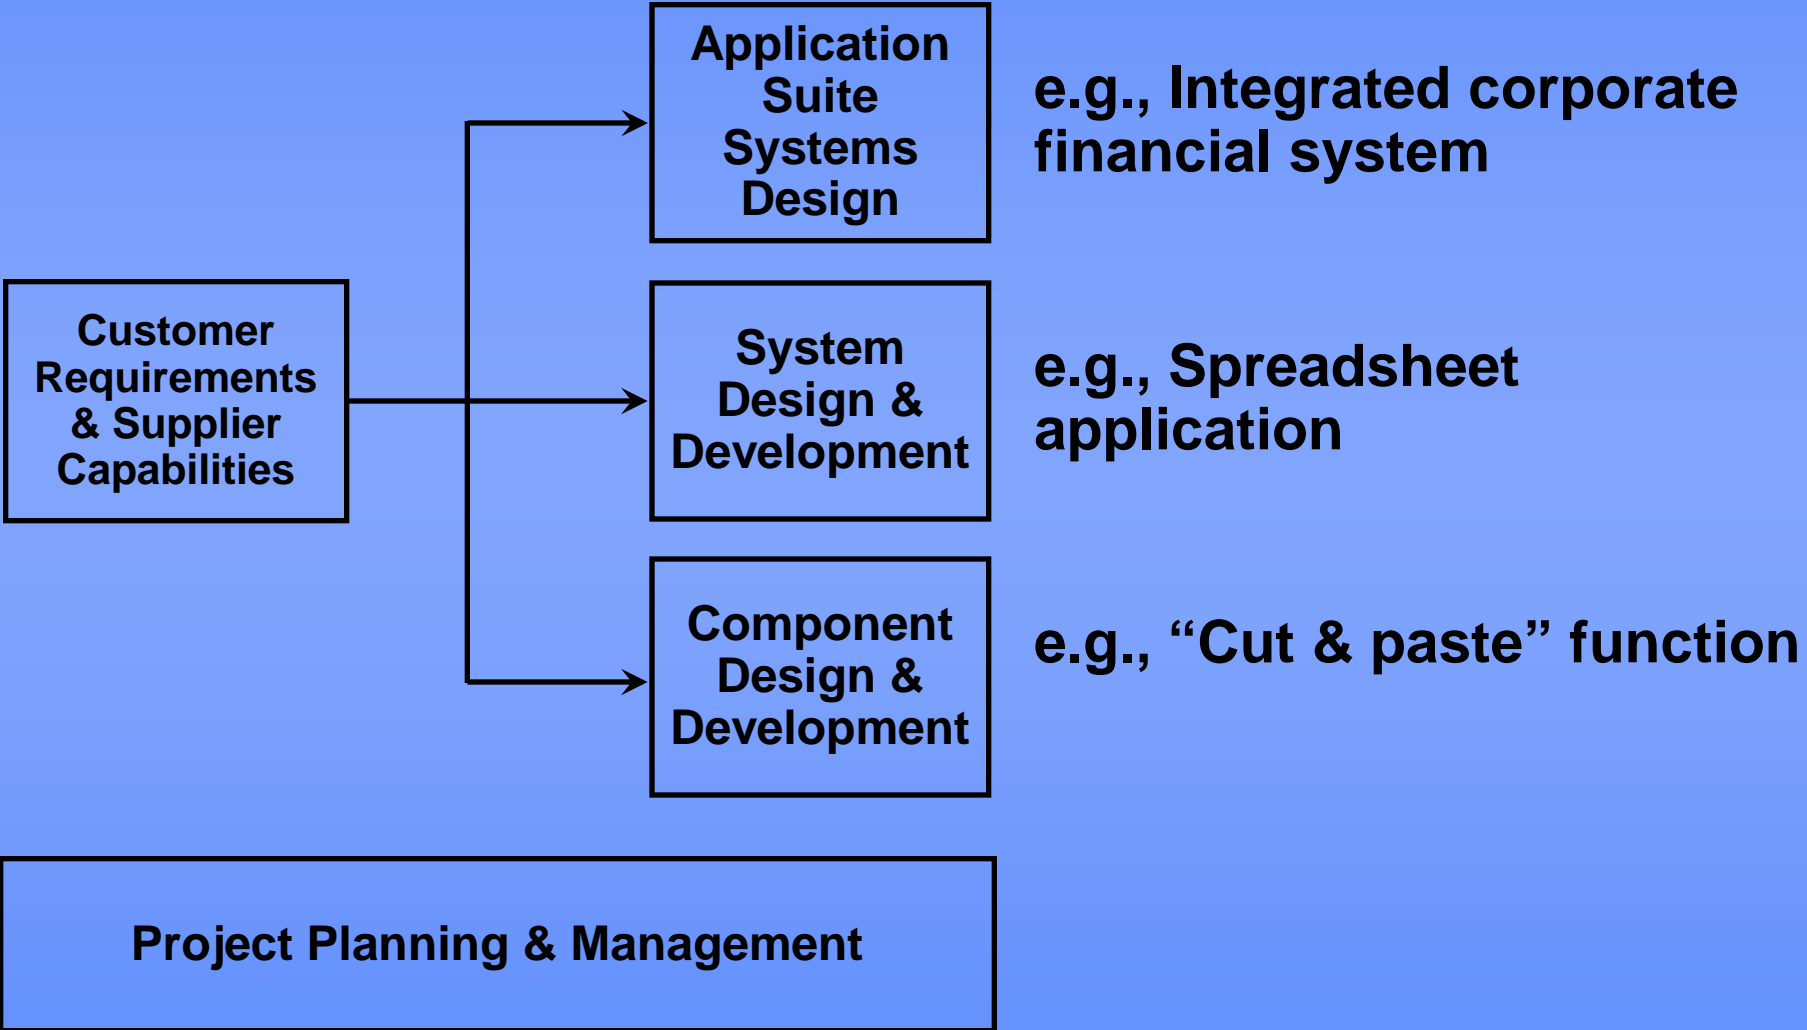 Application
Suite
Systems
Design
e.g., Integrated corporate
financial system
Customer
Requirements
& Supplier
Capabilities
System
Design &
Development
e.g., Spreadsheet
application
Component
Design &
Development
e.g., “Cut & paste” function
Project Planning & Management